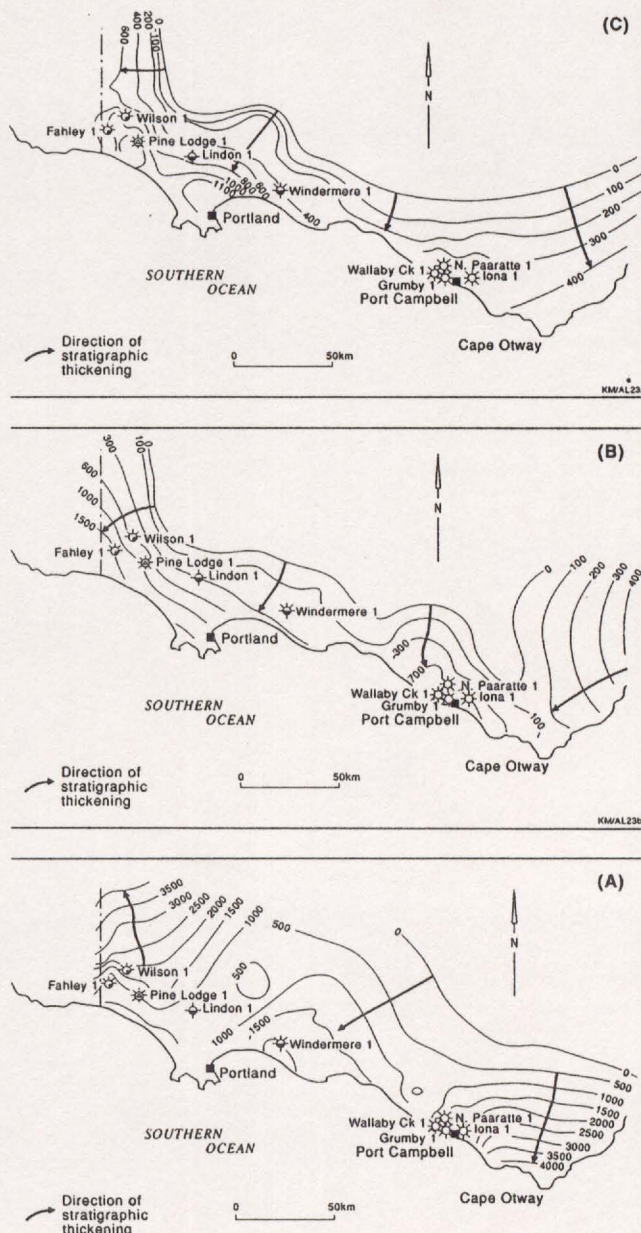 (C)
0
-100
200
400
600
N
Wilson 1
Fahley 1
Pine Lodge 1
Lindon 1
Windermere 1
1000
1100
800
600
400
Portland
0
100
200
300
400
N. Paaratte 1
Wallaby Ck 1
Iona 1
Grumby 1
Port Campbell
SOUTHERN
OCEAN
Cape Otway
Direction of
stratigraphic
thickening
0 50km
KM/AL23
(B)
0
100
300
600
1000
1500
N
Wilson 1
Fahley 1
Pine Lodge 1
Lindon 1
Windermere 1
Portland
0
100
200
300
400
-300
700
N. Paaratte 1
Wallaby Ck 1
Iona 1
Grumby 1
100
Port Campbell
SOUTHERN
OCEAN
Cape Otway
Direction of
stratigraphic
thickening
0 50km
KM/AL23b
(A)
3500
3000
2500
2000
1500
1000
500
0
N
Wilson 1
Fahley 1
Pine Lodge 1
500
Lindon 1
1000
-1500
Windermere 1
Portland
0
500
1000
1500
2000
2500
3000
3500
4000
N. Paaratte 1
Wallaby Ck 1
Iona 1
Grumby 1
Port Campbell
SOUTHERN
OCEAN
Cape Otway
Direction of
stratigraphic
thickening
0 50km